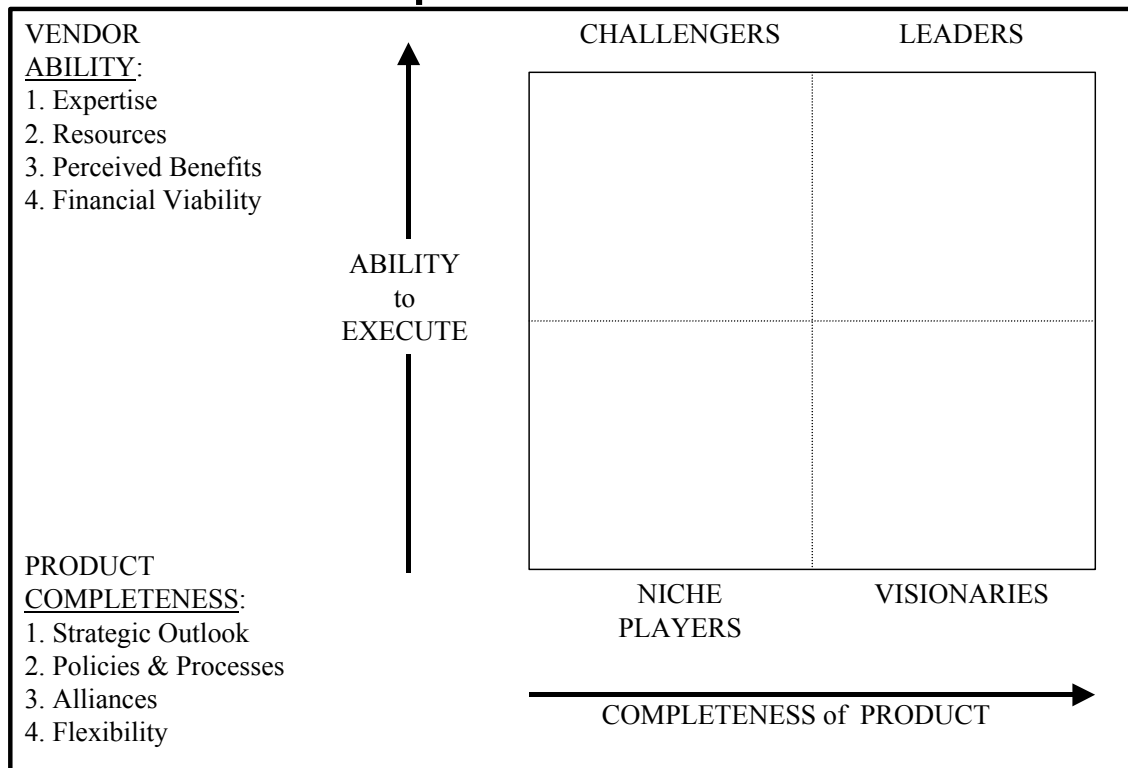 VENDOR
ABILITY:
1. Expertise
2. Resources
3. Perceived Benefits
4. Financial Viability
CHALLENGERS
LEADERS
ABILITY
to
EXECUTE
PRODUCT
COMPLETENESS:
1. Strategic Outlook
2. Policies & Processes
3. Alliances
4. Flexibility
NICHE
PLAYERS
VISIONARIES
COMPLETENESS of PRODUCT